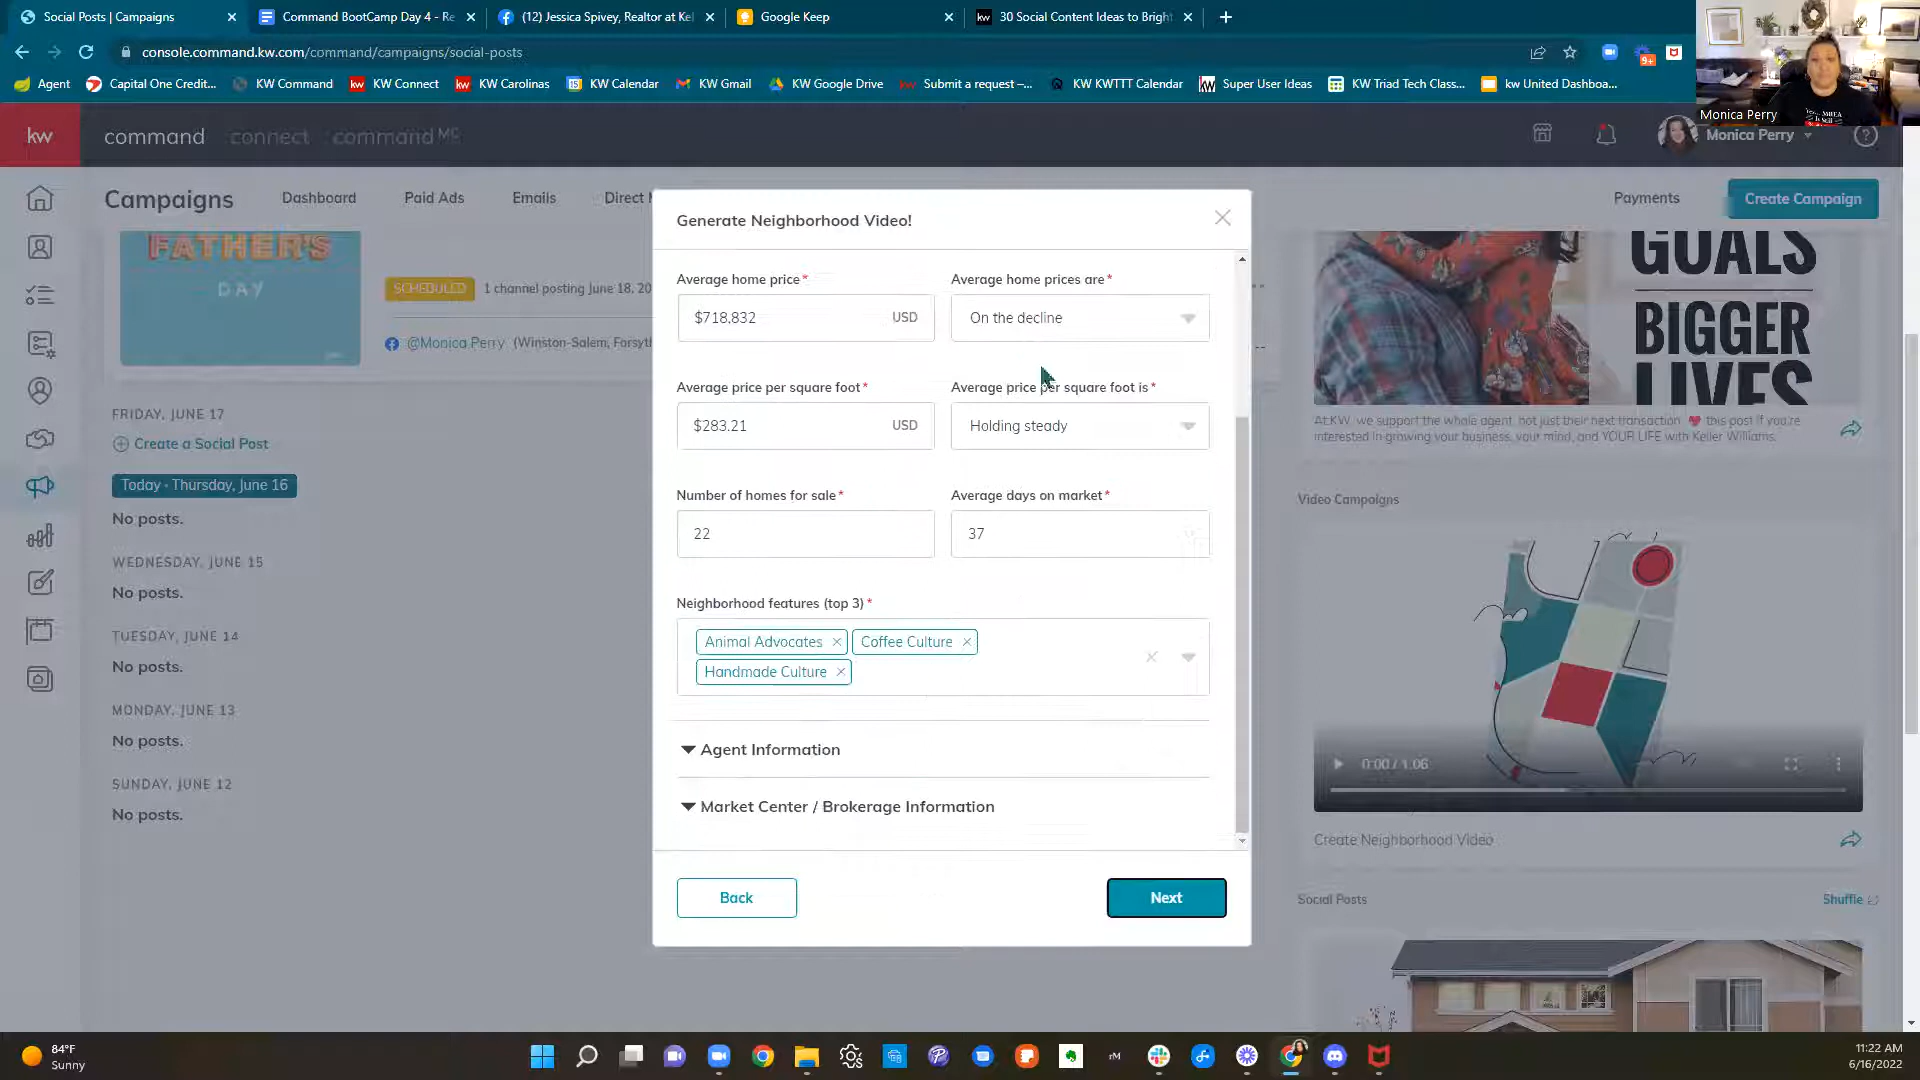 Social Posts | Campaigns
Command BootCamp Day 4 - Re
(12) Jessica Spivey, Realtor at Kel
Google Keep
kw 30 Social Content Ideas to Bright
console.command.kw.com/command/campaigns/social-posts
Agent
Capital One Credit...
KW Command
kw KW Connect
kw KW Carolinas
KW Calendar
KW Gmail
KW Google Drive
kw Submit a request –...
KW KWTTT Calendar
Super User Ideas
KW Triad Tech Class...
kw United Dashboa...
9+
Monica Perry
kw
command connect command MC
Monica Perry
Campaigns
Dashboard
Paid Ads
Emails
Direct M
Payments
Create Campaign
FATHER'S
DAY
SCHEDULED
1 channel posting June 18, 20
@Monica Perry (Winston-Salem, Forsyth
FRIDAY, JUNE 17
Create a Social Post
Today · Thursday, June 16
No posts.
WEDNESDAY, JUNE 15
No posts.
TUESDAY, JUNE 14
No posts.
MONDAY, JUNE 13
No posts.
SUNDAY, JUNE 12
No posts.
Generate Neighborhood Video!
Average home price*
Average home prices are*
$718,832 USD
On the decline
Average price per square foot*
Average price per square foot is*
$283.21 USD
Holding steady
Number of homes for sale*
Average days on market*
22
37
Neighborhood features (top 3)*
Animal Advocates ×
Coffee Culture ×
Handmade Culture ×
Agent Information
Market Center / Brokerage Information
Back
Next
GOALS
BIGGER
LIVES
At KW, we support the whole agent, not just their next transaction ❤️ this post if you're
interested in growing your business, your mind, and YOUR LIFE with Keller Williams.
Video Campaigns
0:00 / 1:06
Create Neighborhood Video
Social Posts
Shuffle
84°F
Sunny
rM
11:22 AM
6/16/2022